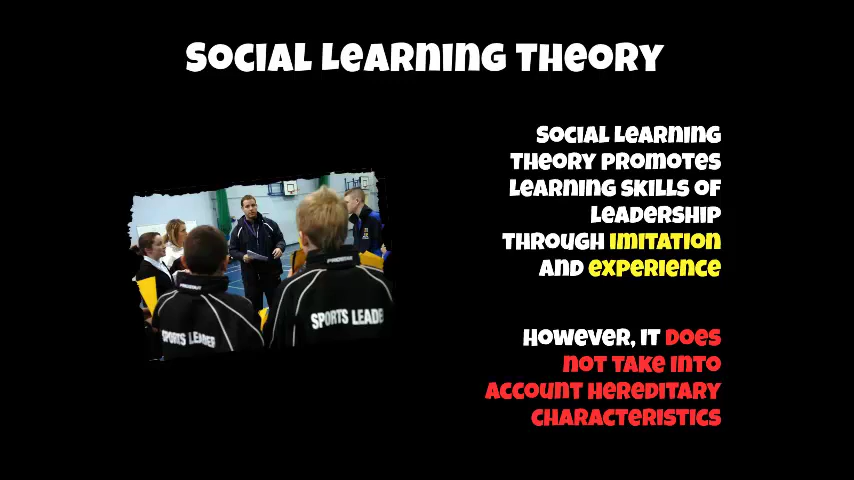 Social Learning Theory
Social Learning
Theory promotes
learning skills of
leadership
through imitation
and experience
However, it does
not take into
account hereditary
characteristics
SPORTS LEADER
SPORTS LEADE